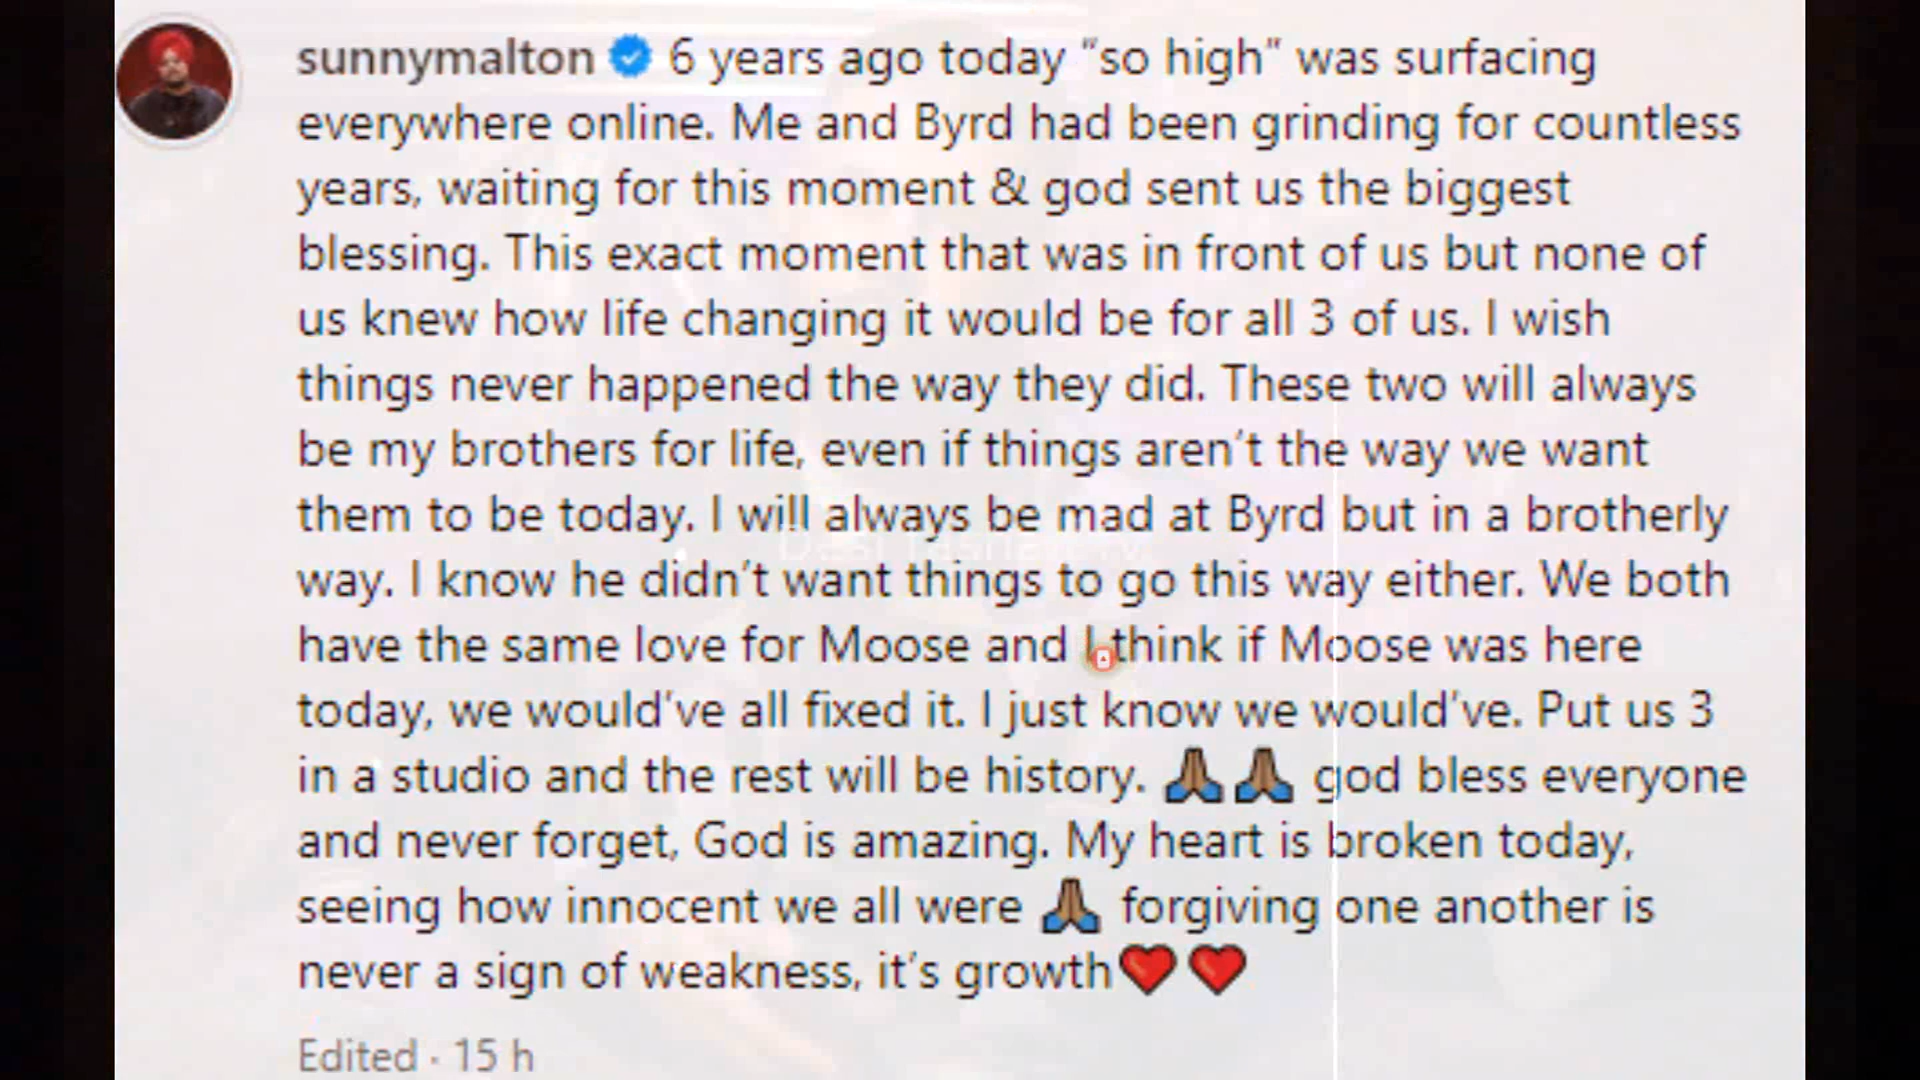 sunnymalton 6 years ago today “so high” was surfacing
everywhere online. Me and Byrd had been grinding for countless
years, waiting for this moment & god sent us the biggest
blessing. This exact moment that was in front of us but none of
us knew how life changing it would be for all 3 of us. I wish
things never happened the way they did. These two will always
be my brothers for life, even if things aren’t the way we want
them to be today. I will always be mad at Byrd but in a brotherly
way. I know he didn’t want things to go this way either. We both
have the same love for Moose and I think if Moose was here
today, we would’ve all fixed it. I just know we would’ve. Put us 3
in a studio and the rest will be history. 🙏🏾🙏🏾 god bless everyone
and never forget, God is amazing. My heart is broken today,
seeing how innocent we all were 🙏🏾 forgiving one another is
never a sign of weakness, it’s growth❤️❤️
Edited · 15 h